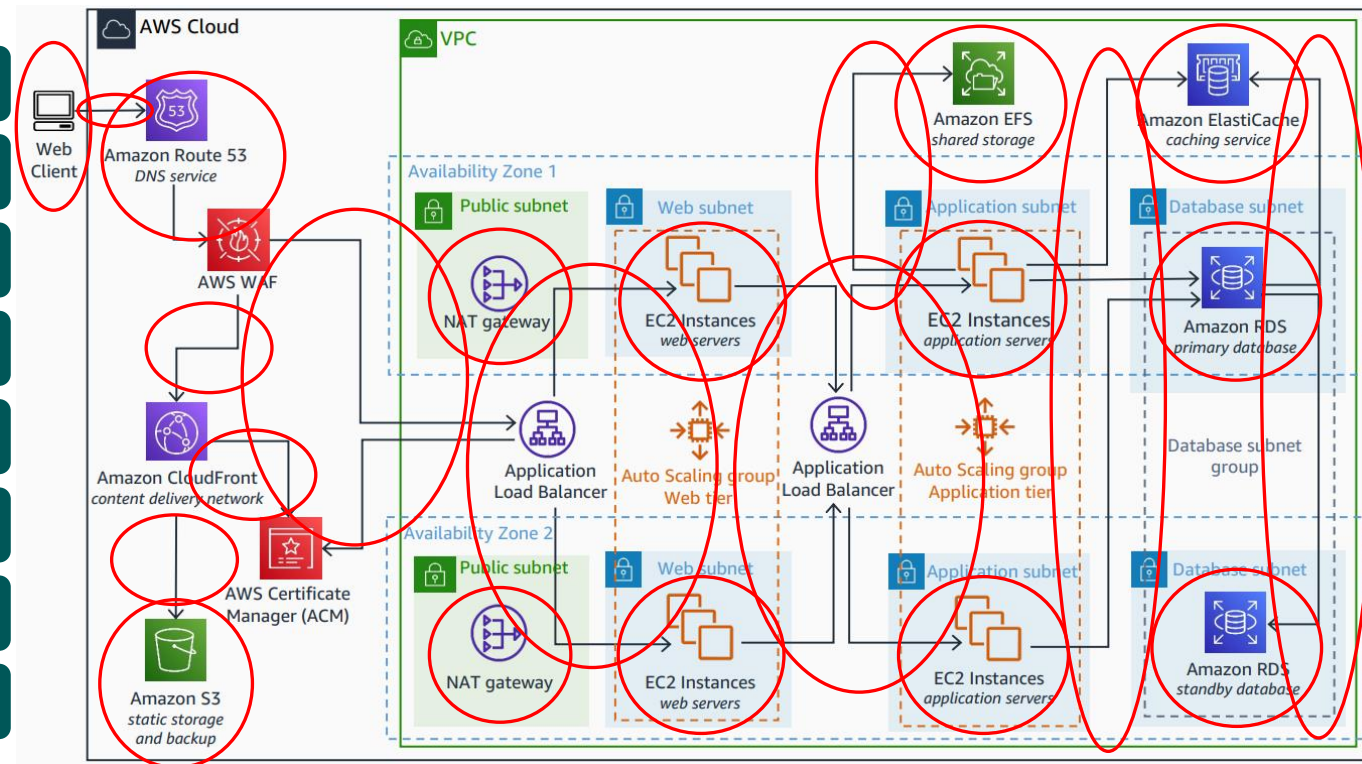 AWS Cloud
VPC
Web
Client
53
Amazon Route 53
DNS service
AWS WAF
Amazon CloudFront
content delivery network
AWS Certificate
Manager (ACM)
Amazon S3
static storage
and backup
Amazon EFS
shared storage
Amazon ElastiCache
caching service
Availability Zone 1
Public subnet
NAT gateway
Web subnet
EC2 Instances
web servers
Application subnet
EC2 Instances
application servers
Database subnet
Amazon RDS
primary database
Application
Load Balancer
Auto Scaling group
Web tier
Application
Load Balancer
Auto Scaling group
Application tier
Database subnet
group
Availability Zone 2
Public subnet
NAT gateway
Web subnet
EC2 Instances
web servers
Application subnet
EC2 Instances
application servers
Database subnet
Amazon RDS
standby database